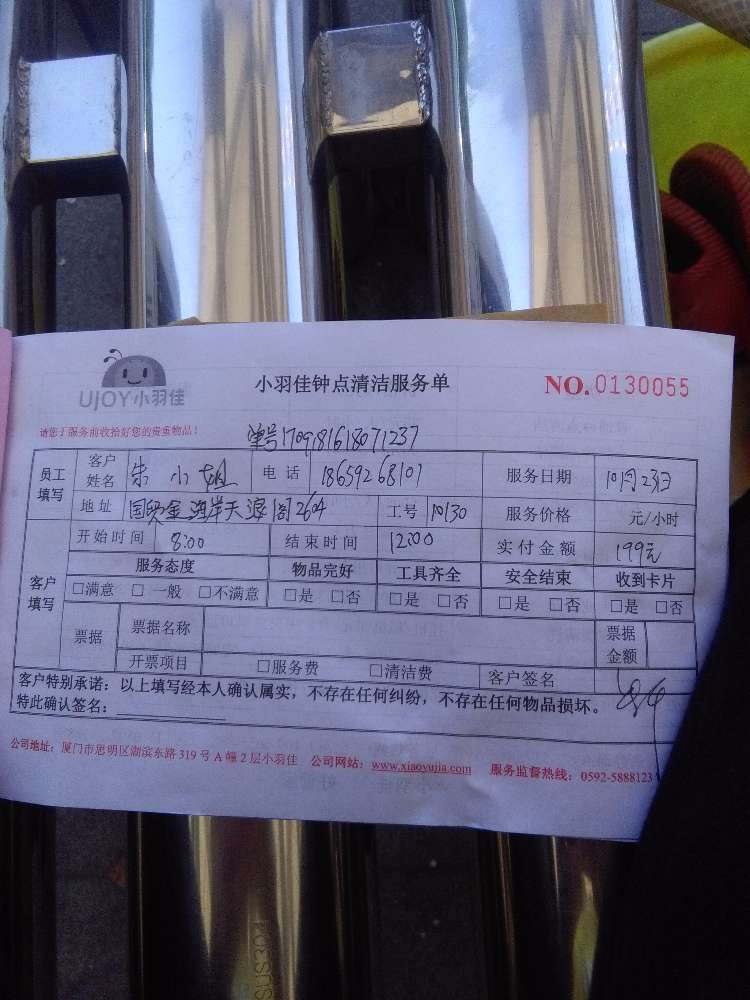 UJOY小羽佳
小羽佳钟点清洁服务单
NO.0130055
请您于服务前收拾好您的贵重物品!
单号170918161807 1237
员工填写 客户姓名 朱小姐 电话 18659268101 服务日期 10月23日
地址 国贸金海岸天濠阁2604 工号 10130 服务价格 元/小时
客户填写 开始时间 8:00 结束时间 12:00 实付金额 199元
服务态度 物品完好 工具齐全 安全结束 收到卡片
□满意 □一般 □不满意 □是 □否 □是 □否 □是 □否 □是 □否
票据 票据名称 票据金额
开票项目 □服务费 □清洁费 客户签名
客户特别承诺:以上填写经本人确认属实,不存在任何纠纷,不存在任何物品损坏。
特此确认签名:
公司地址:厦门市思明区湖滨东路319号A幢2层小羽佳 公司网站:www.xiaoyujia.com 服务监督热线:0592-5888123
SUS304